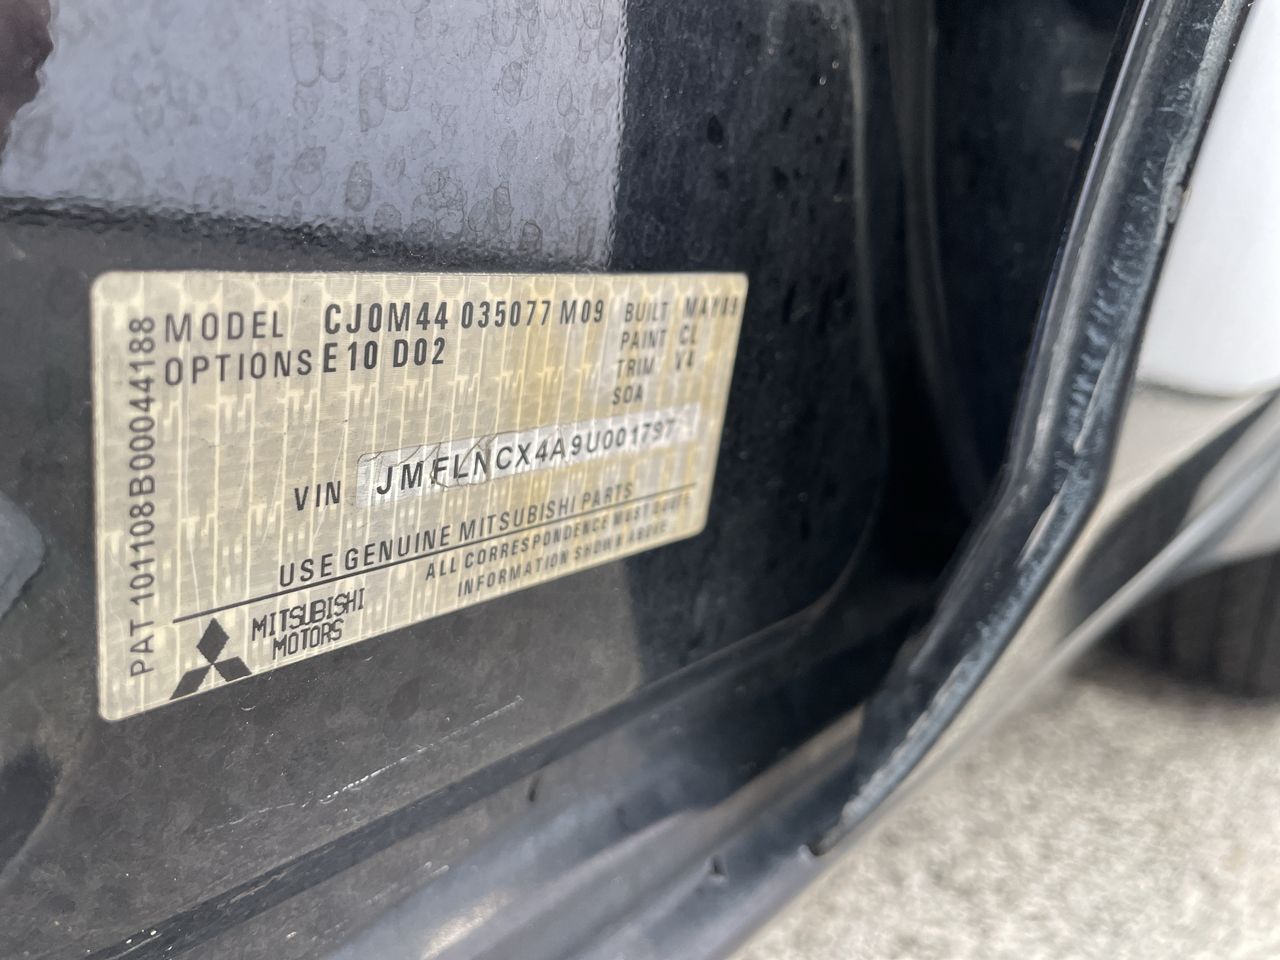 MODEL CJ0M44 035077 M09
OPTIONS E10 D02
BUILT MAY09
PAINT CL
TRIM V4
SOA
VIN JMFLNCX4A9U001797
USE GENUINE MITSUBISHI PARTS
ALL CORRESPONDENCE MUST QUOTE
INFORMATION SHOWN ABOVE
MITSUBISHI
MOTORS
PAT 101108B00044188